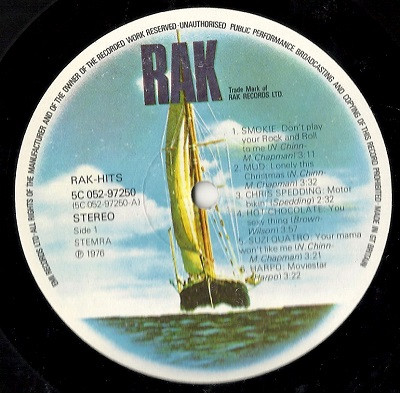 EMI RECORDS LTD · ALL RIGHTS OF THE MANUFACTURER AND OF THE OWNER OF THE RECORDED WORK RESERVED·UNAUTHORISED PUBLIC PERFORMANCE BROADCASTING AND COPYING OF THIS RECORD PROHIBITED·MADE IN GT BRITAIN
RAK
Trade Mark of
RAK RECORDS LTD.
RAK-HITS
5C 052-97250
(5C 052-97250-A)
STEREO
Side 1
STEMRA
℗ 1976
1. SMOKIE: Don't play
your Rock and Roll
to me (N. Chinn-
M. Chapman) 3:11
2. MUD: Lonely this
Christmas (N. Chinn-
M. Chapman) 3:32
3. CHRIS SPEDDING: Motor
bikin' (Spedding) 2:32
4. HOT CHOCOLATE: You
sexy thing (Brown-
Wilson) 3:57
5. SUZI QUATRO: Your mama
won't like me (N. Chinn-
M. Chapman) 3:21
HARPO: Moviestar
(Harpo) 3:22